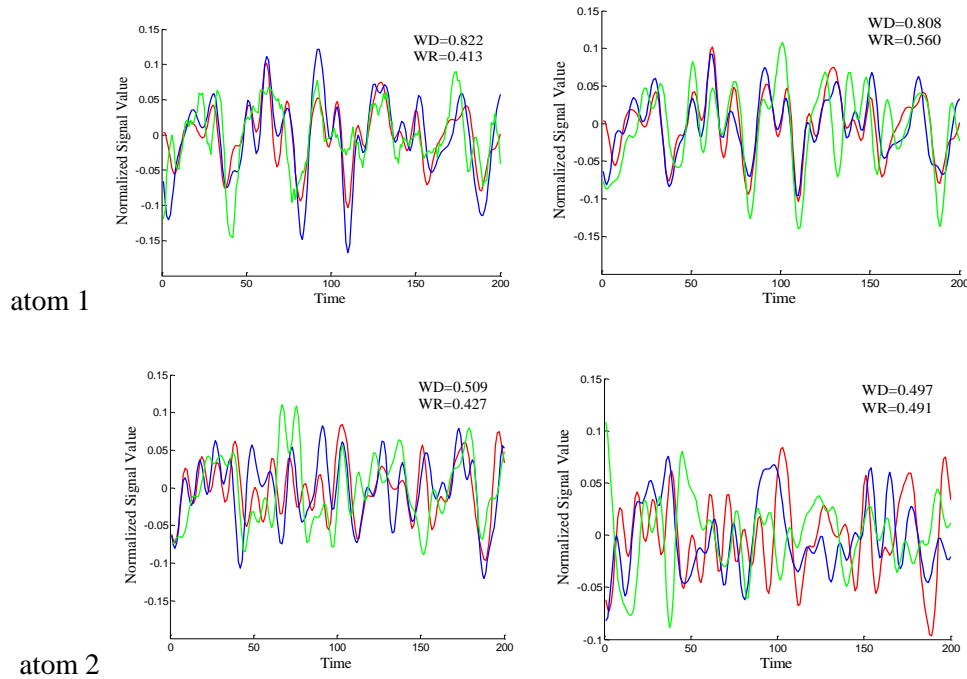 WD=0.822
WR=0.413
Normalized Signal Value
0.15
0.1
0.05
0
-0.05
-0.1
-0.15
0 50 100 150 200
Time
WD=0.808
WR=0.560
Normalized Signal Value
0.15
0.1
0.05
0
-0.05
-0.1
-0.15
0 50 100 150 200
Time
atom 1
WD=0.509
WR=0.427
Normalized Signal Value
0.15
0.1
0.05
0
-0.05
-0.1
-0.15
0 50 100 150 200
Time
WD=0.497
WR=0.491
Normalized Signal Value
0.15
0.1
0.05
0
-0.05
-0.1
0 50 100 150 200
Time
atom 2